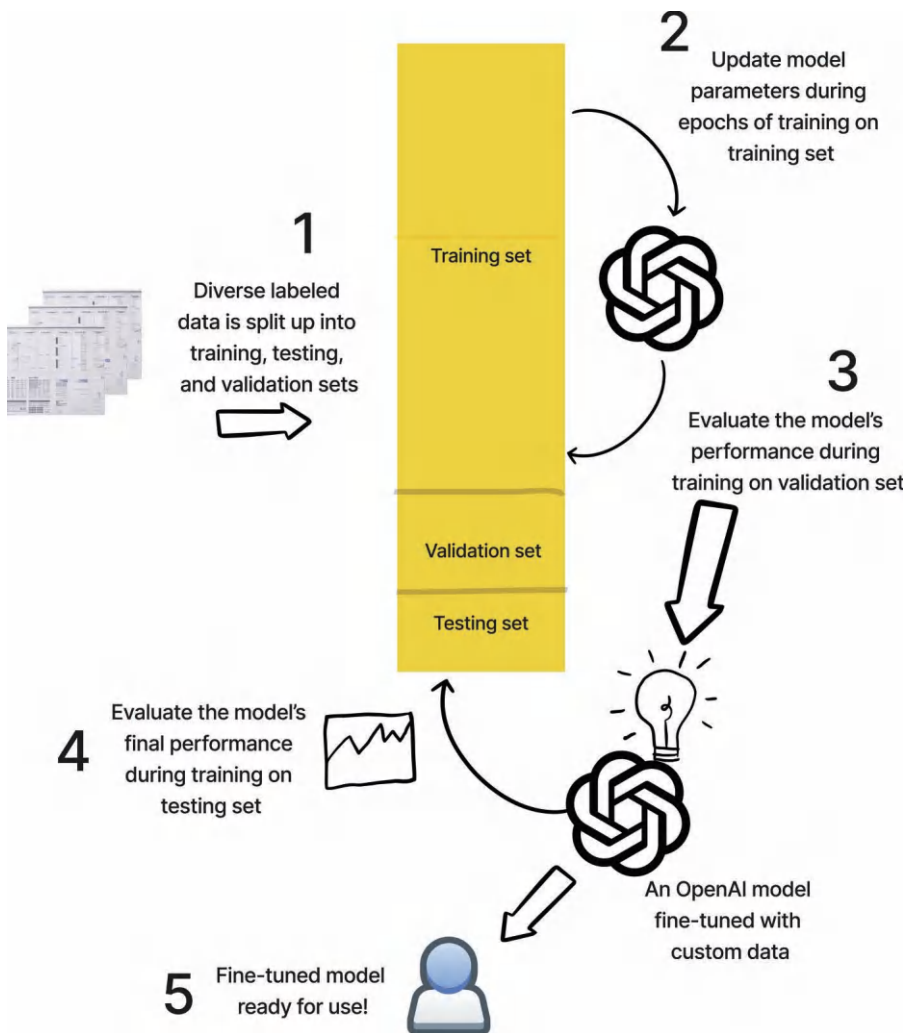 1
Diverse labeled
data is split up into
training, testing,
and validation sets
Training set
Validation set
Testing set
2
Update model
parameters during
epochs of training on
training set
3
Evaluate the model's
performance during
training on validation set
4
Evaluate the model's
final performance
during training on
testing set
An OpenAI model
fine-tuned with
custom data
5
Fine-tuned model
ready for use!